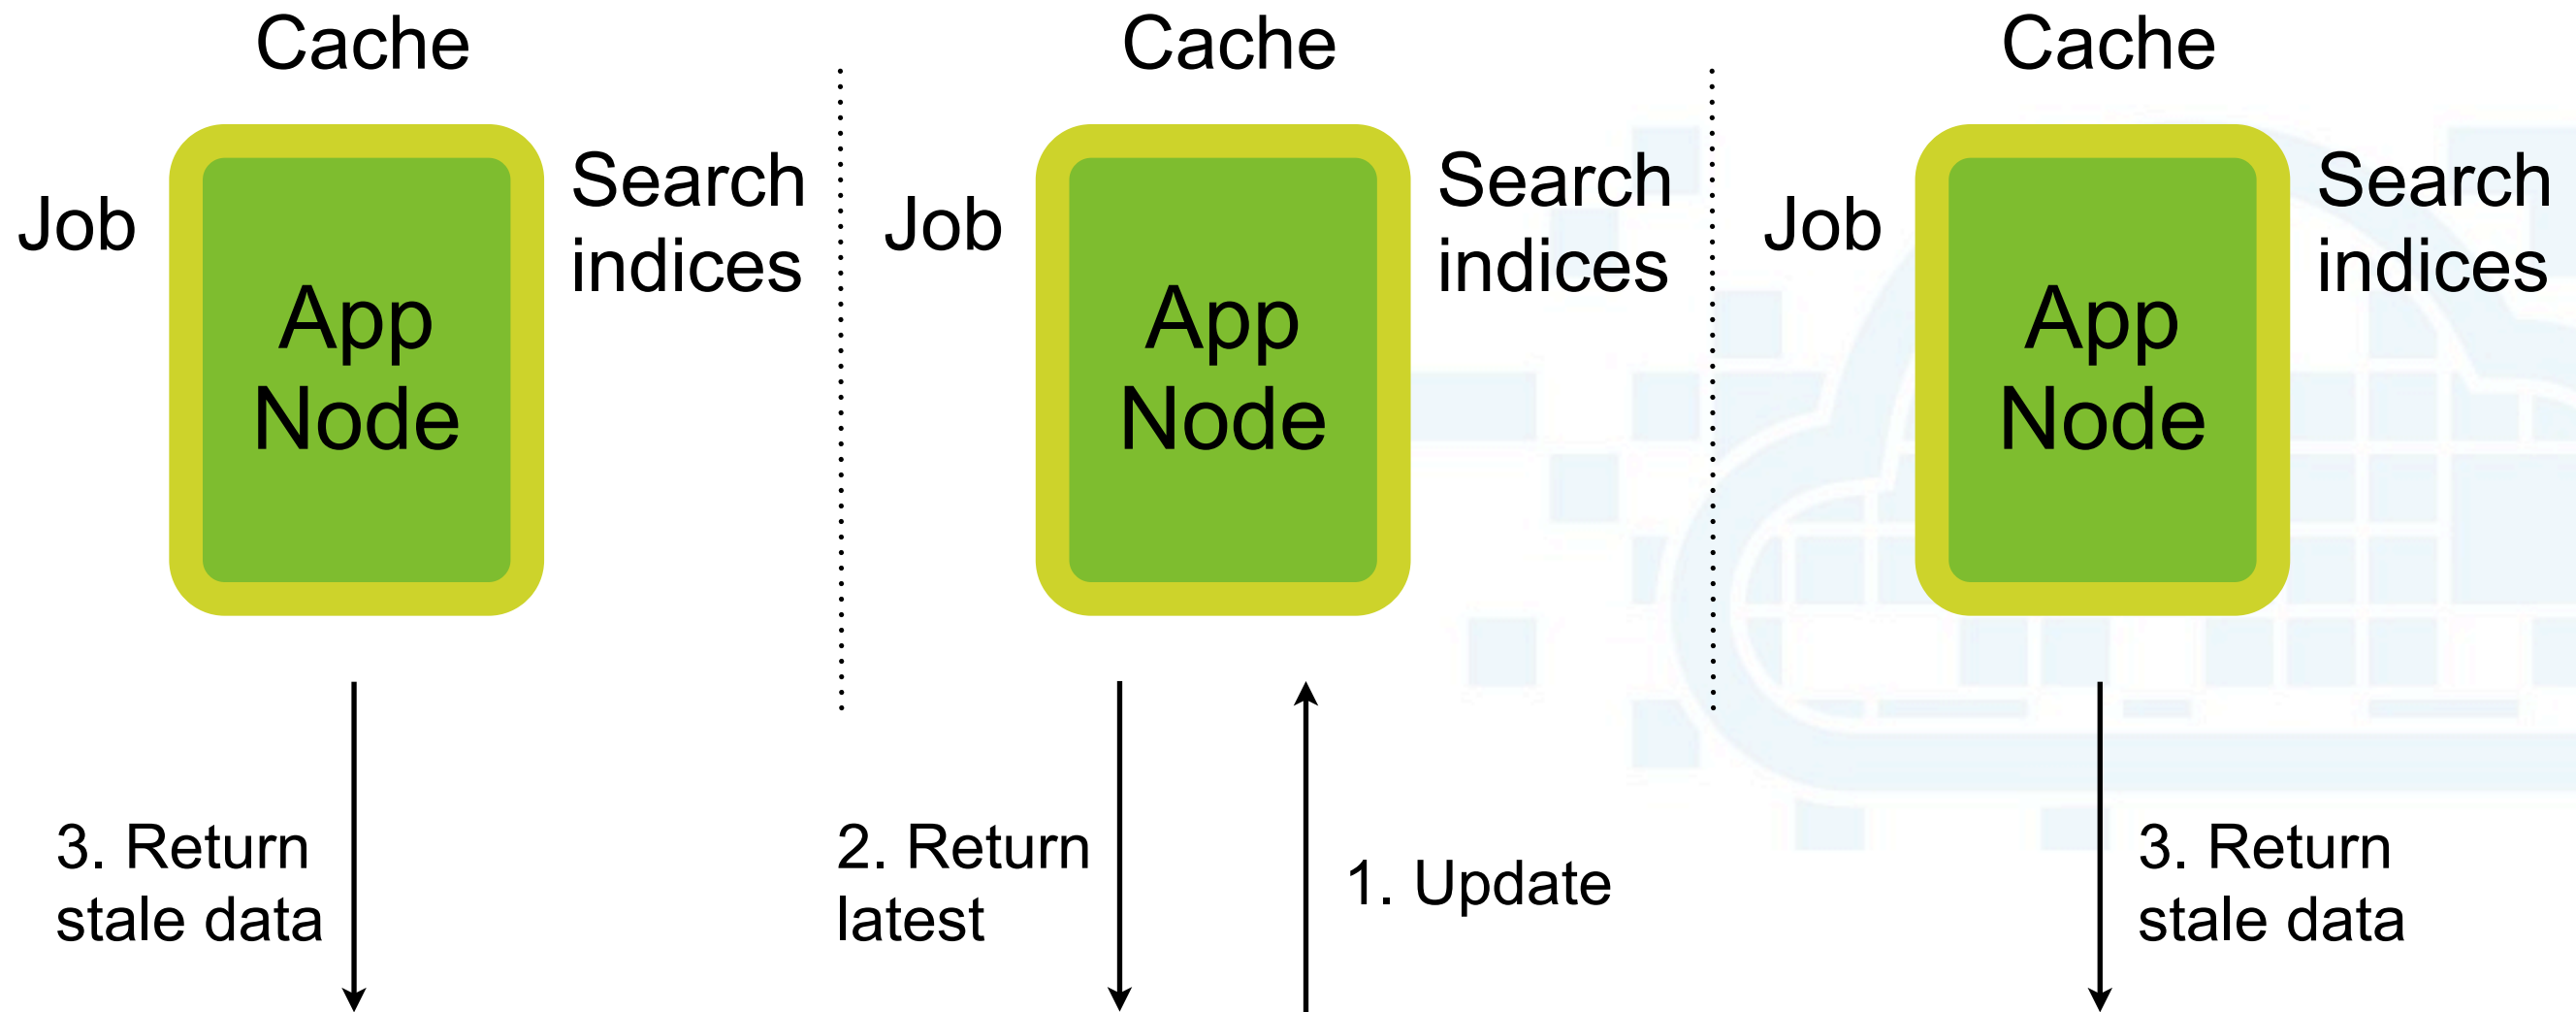 Cache
Job
App
Node
Search
indices
3. Return
stale data
Cache
Job
App
Node
Search
indices
2. Return
latest
1. Update
Cache
Job
App
Node
Search
indices
3. Return
stale data